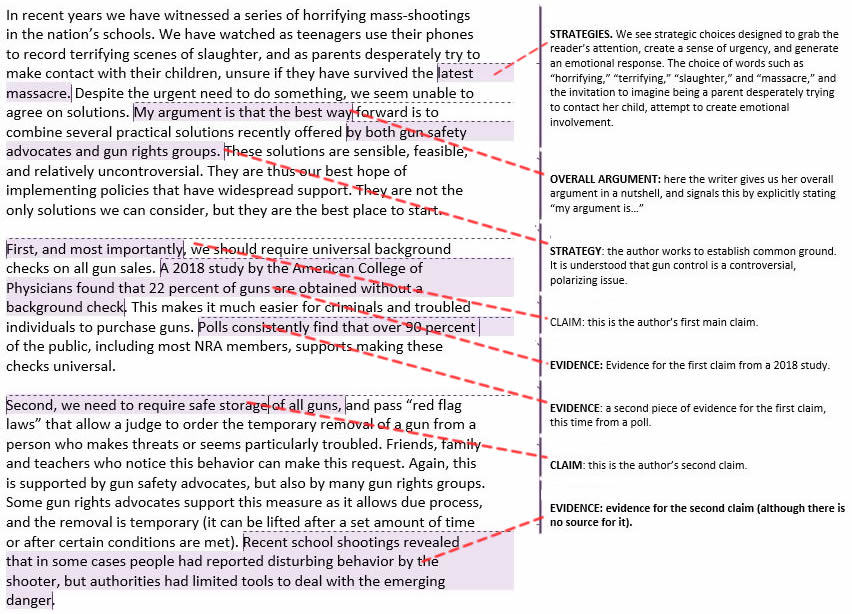 In recent years we have witnessed a series of horrifying mass-shootings
in the nation's schools. We have watched as teenagers use their phones
to record terrifying scenes of slaughter, and as parents desperately try to
make contact with their children, unsure if they have survived the latest
massacre. Despite the urgent need to do something, we seem unable to
agree on solutions. My argument is that the best way forward is to
combine several practical solutions recently offered by both gun safety
advocates and gun rights groups. These solutions are sensible, feasible,
and relatively uncontroversial. They are thus our best hope of
implementing policies that have widespread support. They are not the
only solutions we can consider, but they are the best place to start.
First, and most importantly, we should require universal background
checks on all gun sales. A 2018 study by the American College of
Physicians found that 22 percent of guns are obtained without a
background check. This makes it much easier for criminals and troubled
individuals to purchase guns. Polls consistently find that over 90 percent
of the public, including most NRA members, supports making these
checks universal.
Second, we need to require safe storage of all guns, and pass “red flag
laws” that allow a judge to order the temporary removal of a gun from a
person who makes threats or seems particularly troubled. Friends, family
and teachers who notice this behavior can make this request. Again, this
is supported by gun safety advocates, but also by many gun rights groups.
Some gun rights advocates support this measure as it allows due process,
and the removal is temporary (it can be lifted after a set amount of time
or after certain conditions are met). Recent school shootings revealed
that in some cases people had reported disturbing behavior by the
shooter, but authorities had limited tools to deal with the emerging
danger.
STRATEGIES. We see strategic choices designed to grab the
reader's attention, create a sense of urgency, and generate
an emotional response. The choice of words such as
“horrifying,” “terrifying,” “slaughter,” and “massacre,” and
the invitation to imagine being a parent desperately trying
to contact her child, attempt to create emotional
involvement.
OVERALL ARGUMENT: here the writer gives us her overall
argument in a nutshell, and signals this by explicitly stating
“my argument is…”
STRATEGY: the author works to establish common ground.
It is understood that gun control is a controversial,
polarizing issue.
CLAIM: this is the author's first main claim.
EVIDENCE: Evidence for the first claim from a 2018 study.
EVIDENCE: a second piece of evidence for the first claim,
this time from a poll.
CLAIM: this is the author's second claim.
EVIDENCE: evidence for the second claim (although there is
no source for it).